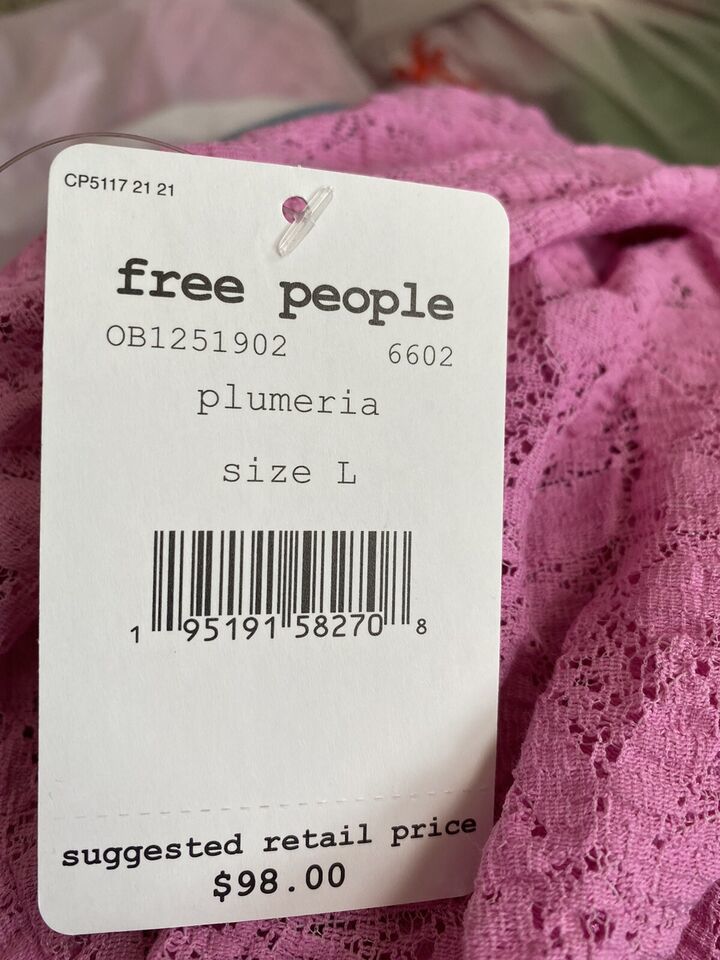 CP5117 21 21
free people
OB1251902 6602
plumeria
size L
1 95191 58270 8
suggested retail price
$98.00